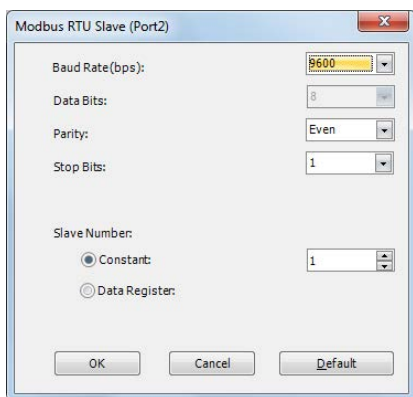 Modbus RTU Slave (Port2)
Baud Rate(bps): 9600
Data Bits: 8
Parity: Even
Stop Bits: 1
Slave Number:
Constant: 1
Data Register:
OK Cancel Default